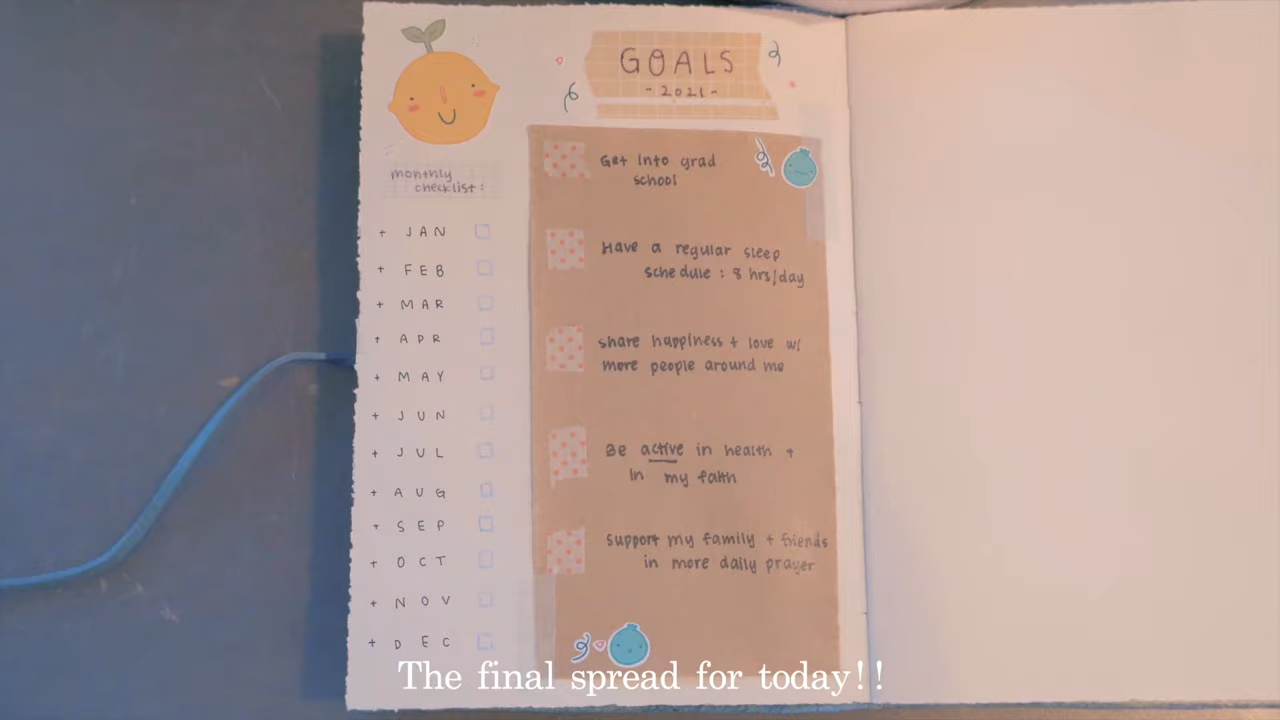 GOALS
- 2021 -
monthly
checklist:
+ JAN
+ FEB
+ MAR
+ APR
+ MAY
+ JUN
+ JUL
+ AUG
+ SEP
+ OCT
+ NOV
+ DEC
Get into grad
school
Have a regular sleep
schedule : 8 hrs/day
share happiness + love w/
more people around me
Be active in health +
in my faith
support my family + friends
in more daily prayer
The final spread for today!!